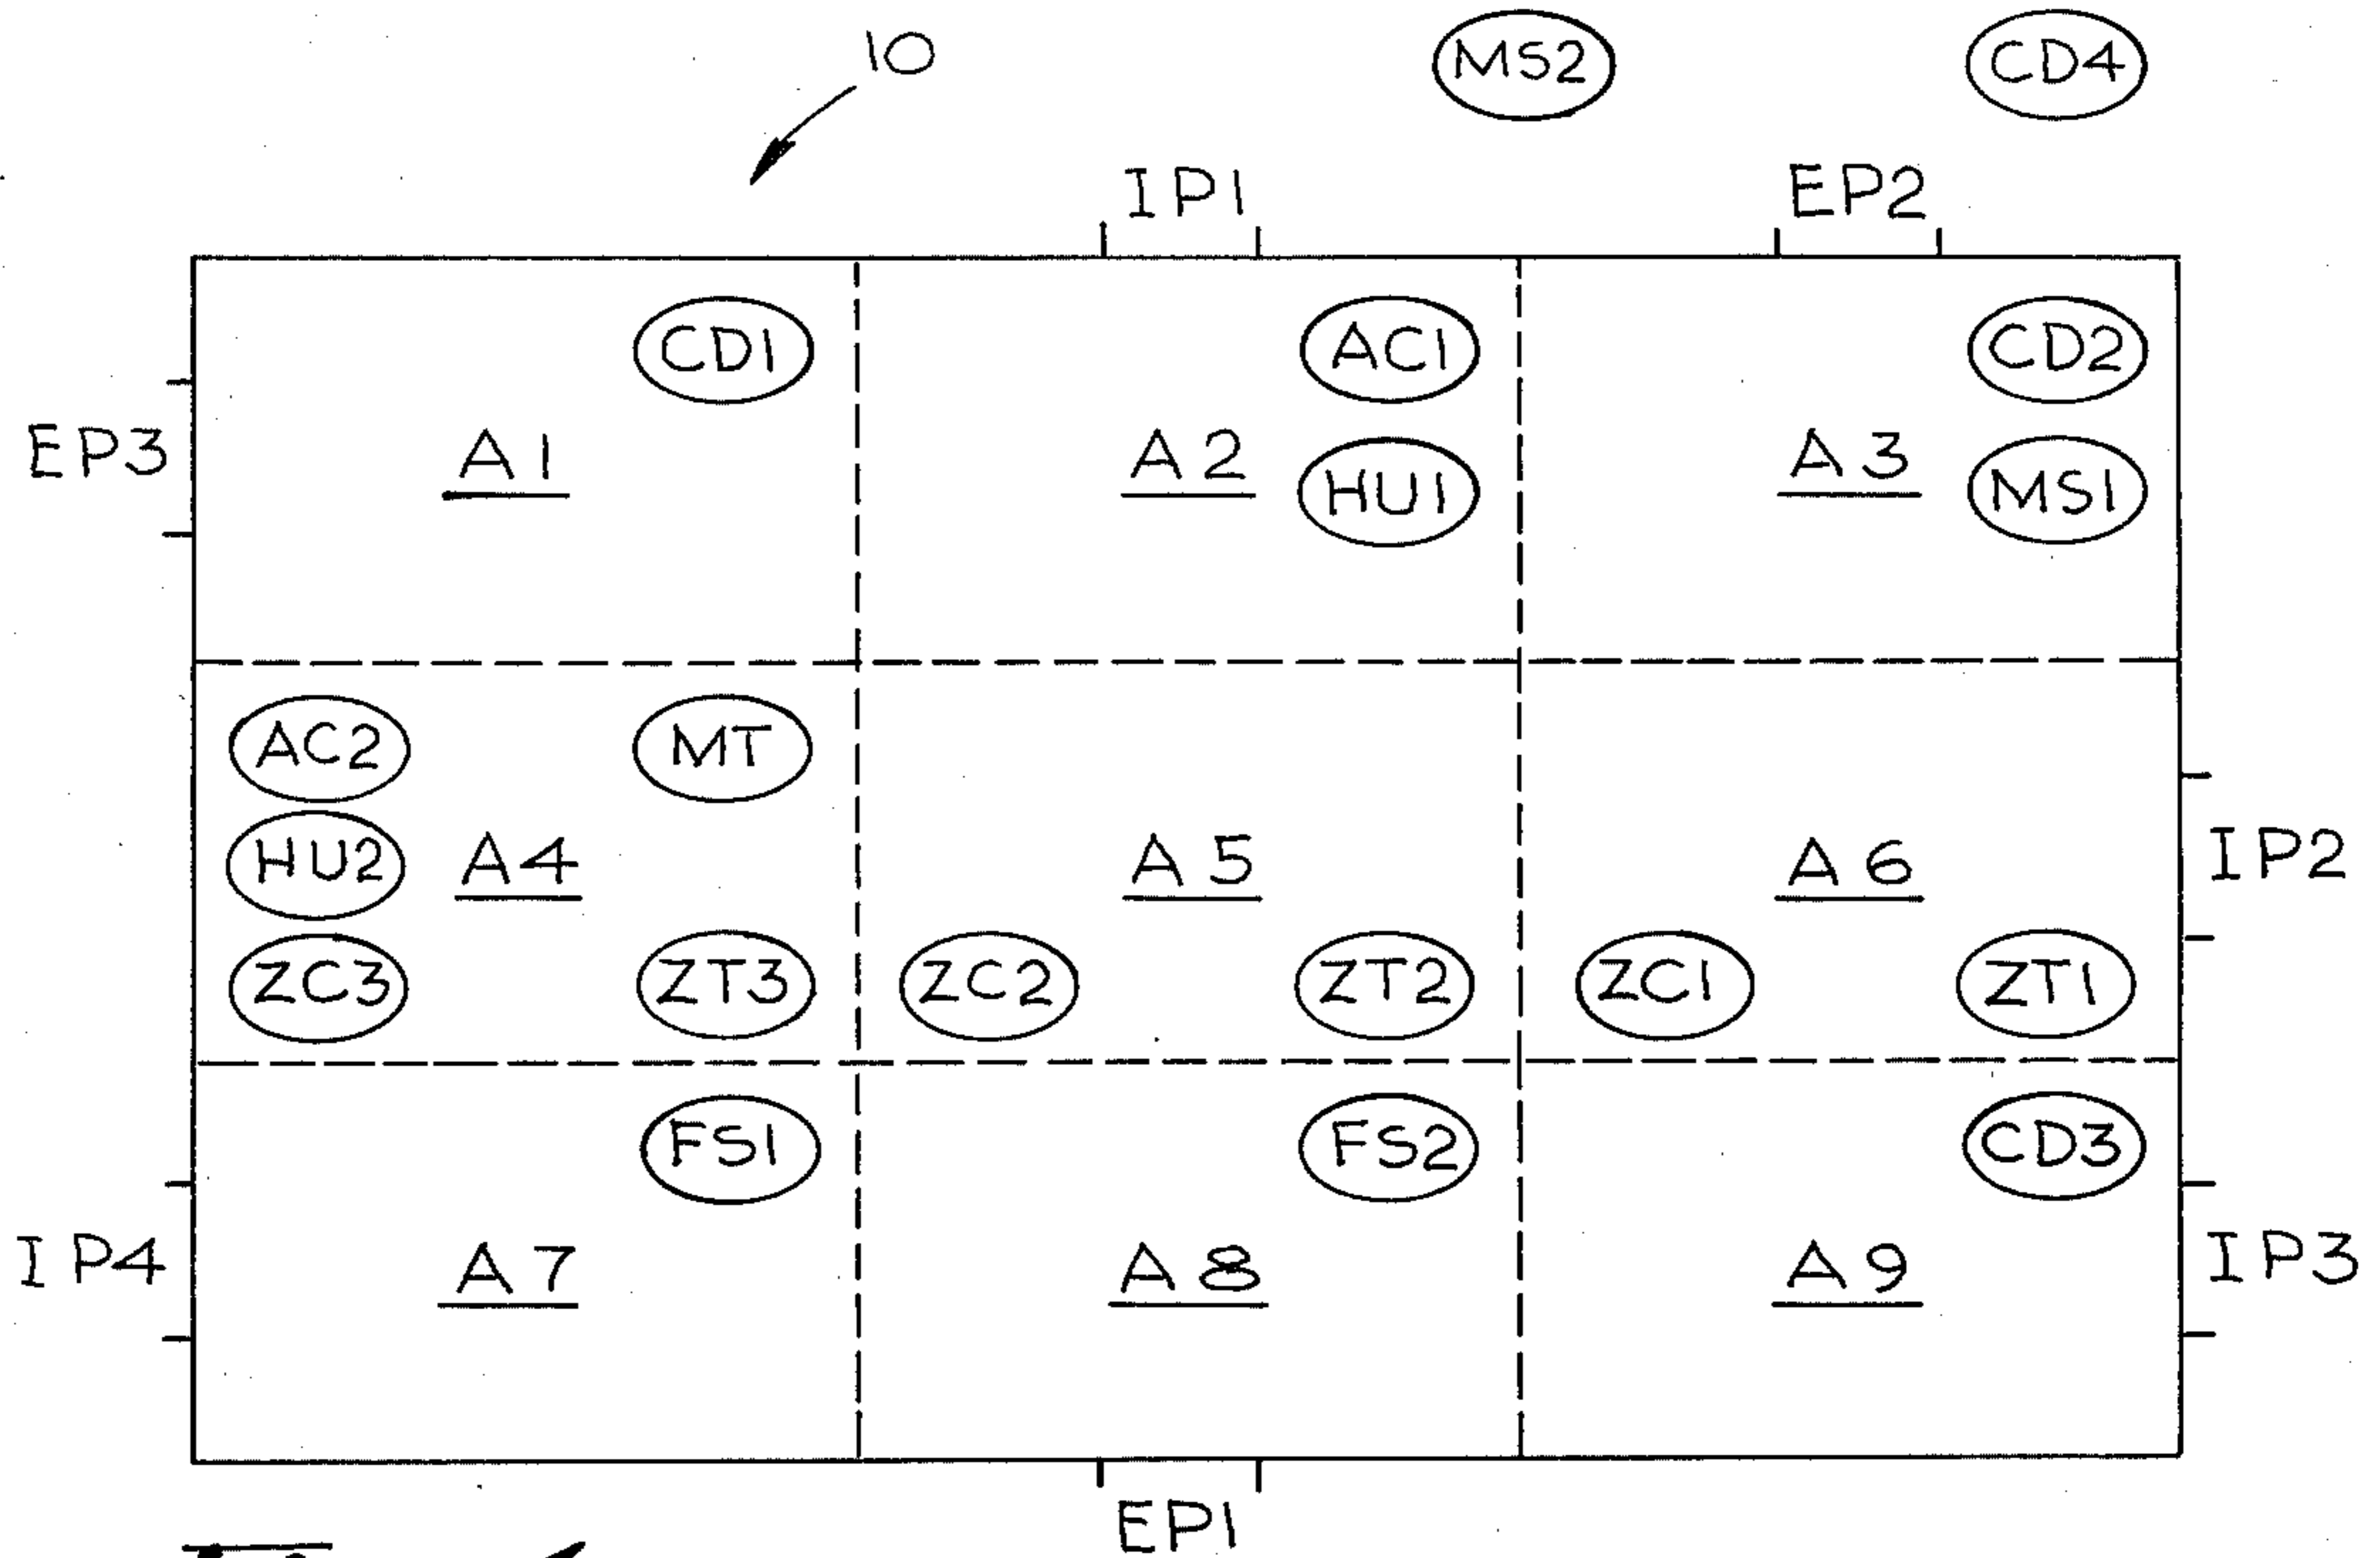 10 MS2 CD4
IP1 EP2
CD1 AC1 CD2
EP3 A1 A2 HU1 A3 MS1
AC2 MT
HU2 A4 A5 A6 IP2
ZC3 ZT3 ZC2 ZT2 ZC1 ZT1
FS1 FS2 CD3
IP4 A7 A8 A9 IP3
EP1